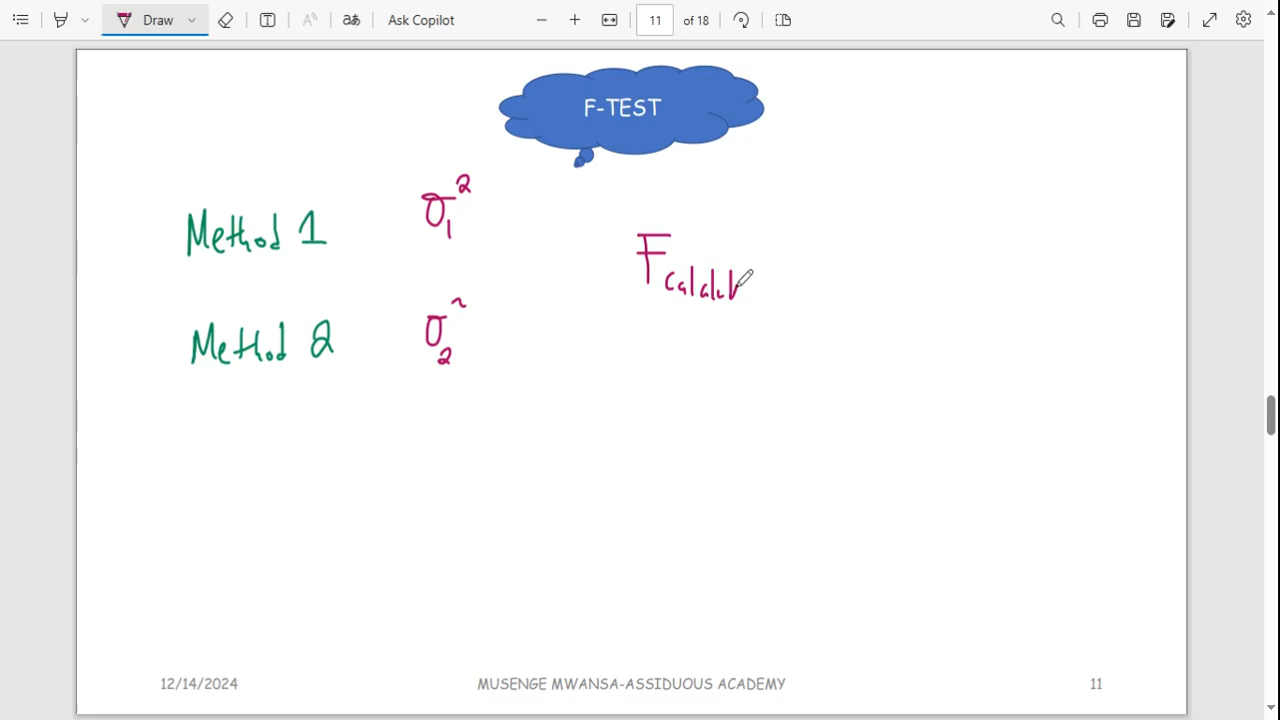 Draw
Ask Copilot
11 of 18
F-TEST
Method 1 σ₁²
Method 2 σ₂²
F
12/14/2024 MUSENGE MWANSA-ASSIDUOUS ACADEMY 11